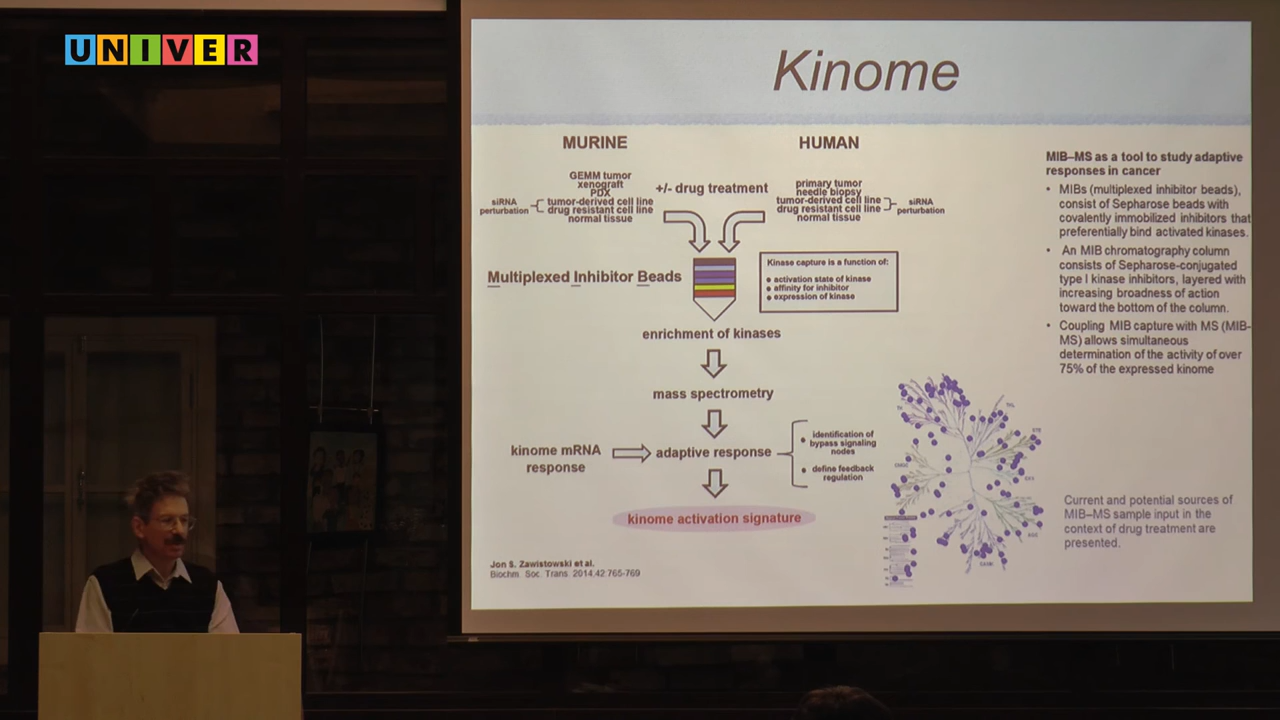 UNIVER
Kinome
MURINE
HUMAN
GEMM tumor
xenograft
PDX
tumor-derived cell line
drug resistant cell line
normal tissue
siRNA
perturbation
+/- drug treatment
primary tumor
needle biopsy
tumor-derived cell line
drug resistant cell line
normal tissue
siRNA
perturbation
Multiplexed Inhibitor Beads
Kinase capture is a function of:
• activation state of kinase
• affinity for inhibitor
• expression of kinase
enrichment of kinases
mass spectrometry
kinome mRNA
response
adaptive response
• identification of
bypass signaling
nodes
• define feedback
regulation
kinome activation signature
Jon S. Zawistowski et al.
Biochm. Soc. Trans. 2014.42:765-769
MIB–MS as a tool to study adaptive
responses in cancer
• MIBs (multiplexed inhibitor beads),
consist of Sepharose beads with
covalently immobilized inhibitors that
preferentially bind activated kinases.
• An MIB chromatography column
consists of Sepharose-conjugated
type I kinase inhibitors, layered with
increasing broadness of action
toward the bottom of the column.
• Coupling MIB capture with MS (MIB-
MS) allows simultaneous
determination of the activity of over
75% of the expressed kinome
Current and potential sources of
MIB–MS sample input in the
context of drug treatment are
presented.